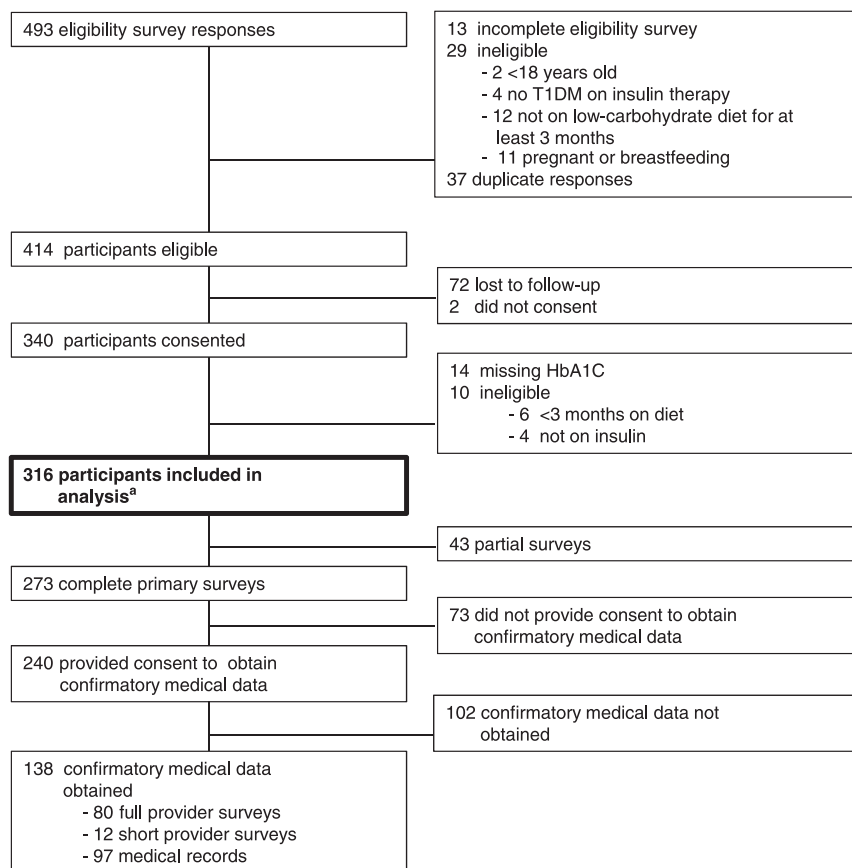 493 eligibility survey responses
13 incomplete eligibility survey
29 ineligible
- 2 <18 years old
- 4 no T1DM on insulin therapy
- 12 not on low-carbohydrate diet for at
least 3 months
- 11 pregnant or breastfeeding
37 duplicate responses
414 participants eligible
72 lost to follow-up
2 did not consent
340 participants consented
14 missing HbA1C
10 ineligible
- 6 <3 months on diet
- 4 not on insulin
316 participants included in
analysisᵃ
43 partial surveys
273 complete primary surveys
73 did not provide consent to obtain
confirmatory medical data
240 provided consent to obtain
confirmatory medical data
102 confirmatory medical data not
obtained
138 confirmatory medical data
obtained
- 80 full provider surveys
- 12 short provider surveys
- 97 medical records